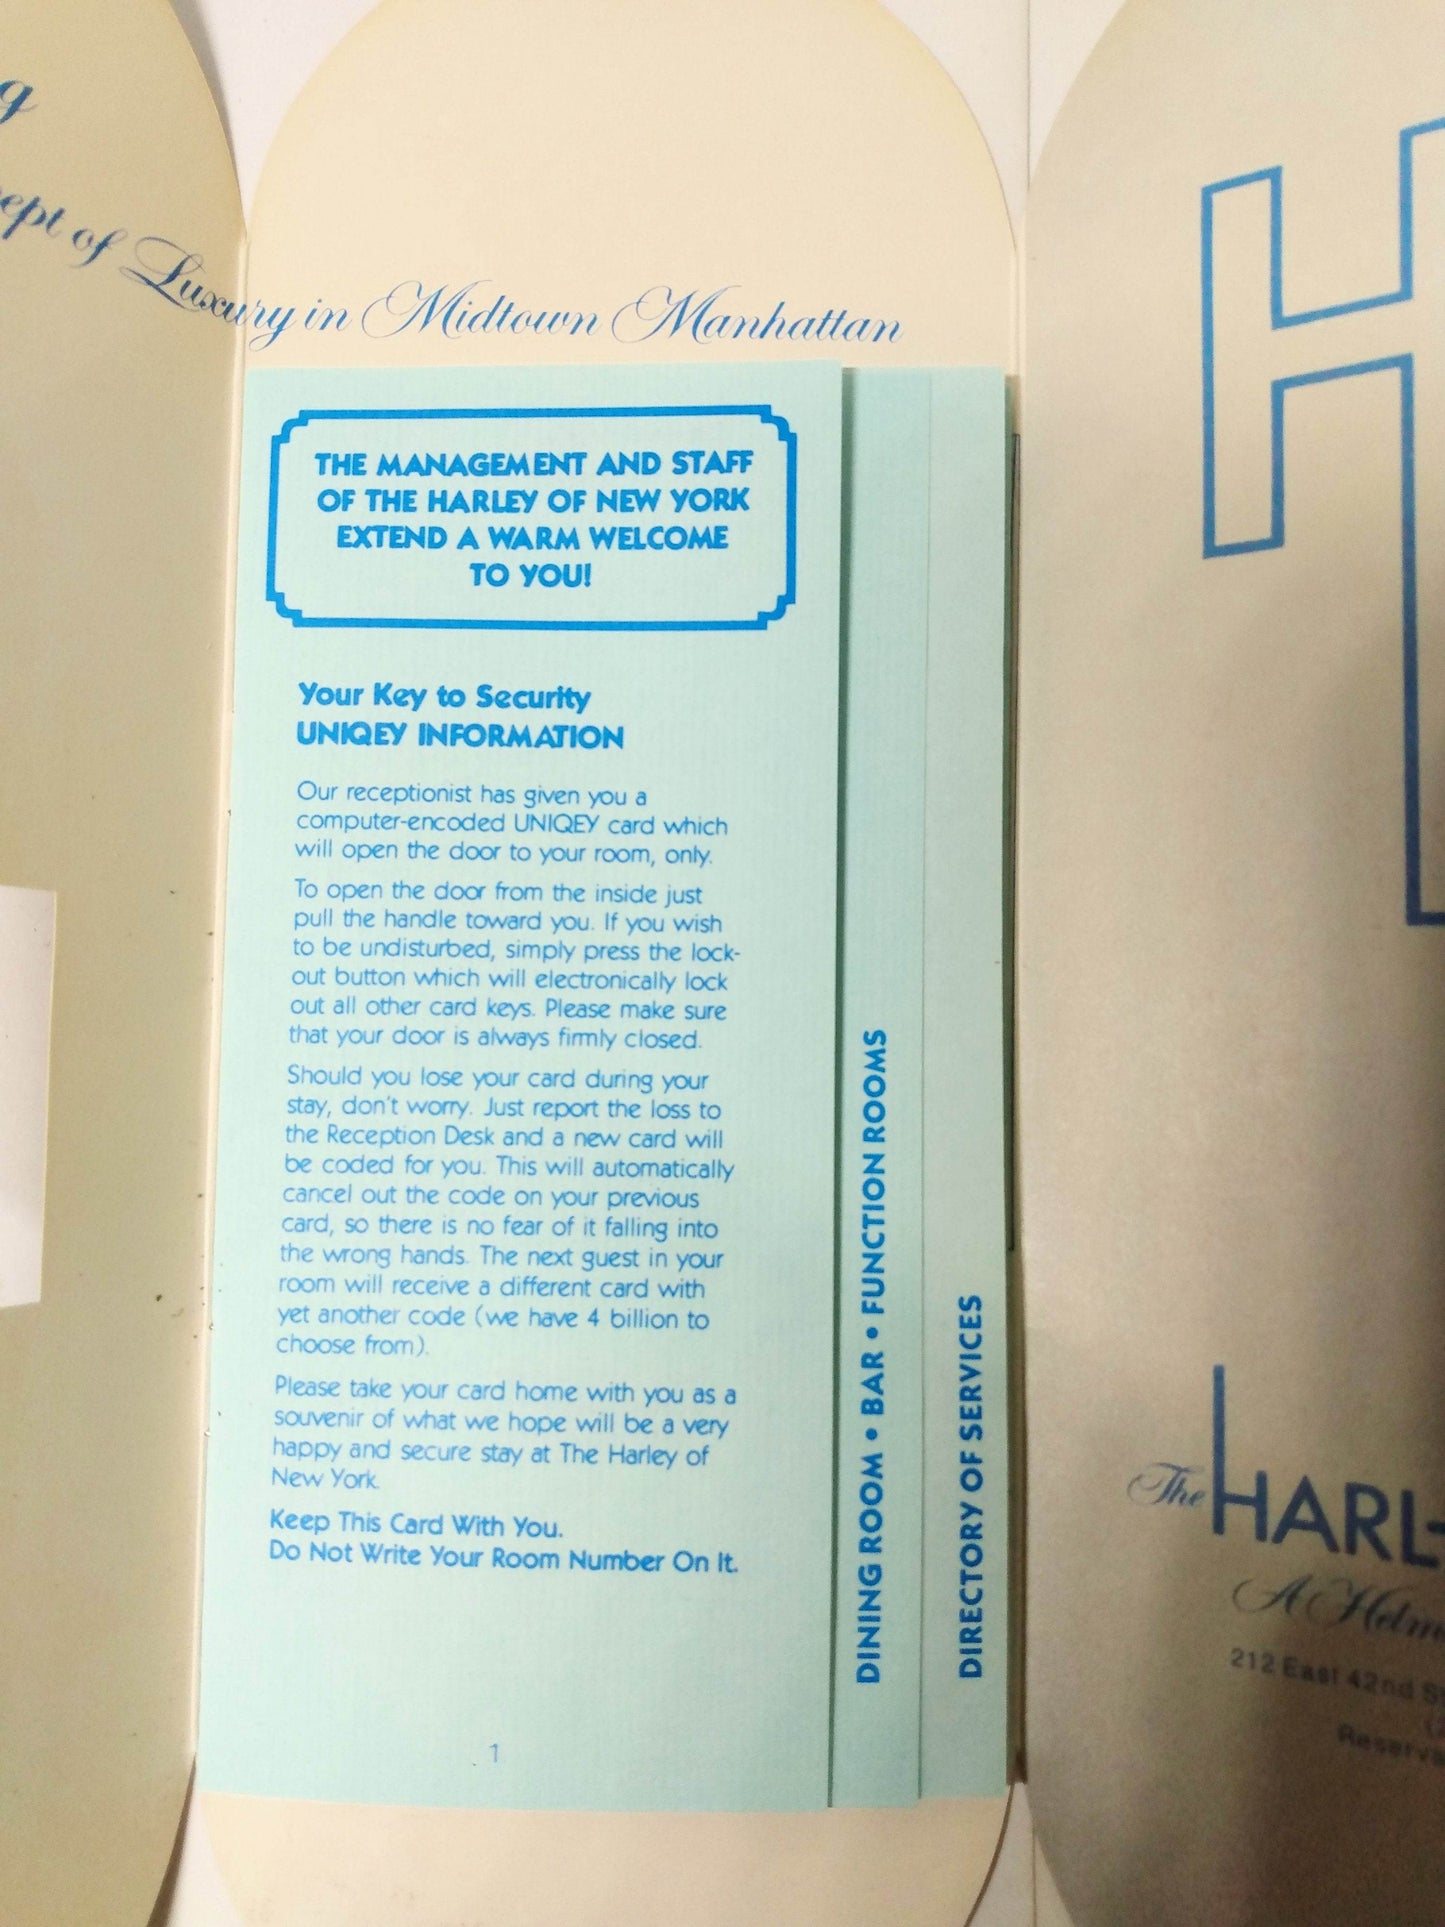 g
ept of Luxury in Midtown Manhattan
THE MANAGEMENT AND STAFF
OF THE HARLEY OF NEW YORK
EXTEND A WARM WELCOME
TO YOU!
Your Key to Security
UNIQEY INFORMATION
Our receptionist has given you a
computer-encoded UNIQEY card which
will open the door to your room, only.
To open the door from the inside just
pull the handle toward you. If you wish
to be undisturbed, simply press the lock-
out button which will electronically lock
out all other card keys. Please make sure
that your door is always firmly closed.
Should you lose your card during your
stay, don't worry. Just report the loss to
the Reception Desk and a new card will
be coded for you. This will automatically
cancel out the code on your previous
card, so there is no fear of it falling into
the wrong hands. The next guest in your
room will receive a different card with
yet another code (we have 4 billion to
choose from).
Please take your card home with you as a
souvenir of what we hope will be a very
happy and secure stay at The Harley of
New York.
Keep This Card With You.
Do Not Write Your Room Number On It.
1
DINING ROOM • BAR • FUNCTION ROOMS
DIRECTORY OF SERVICES
H
The HARL
A Helm
212 East 42nd S
Reserva